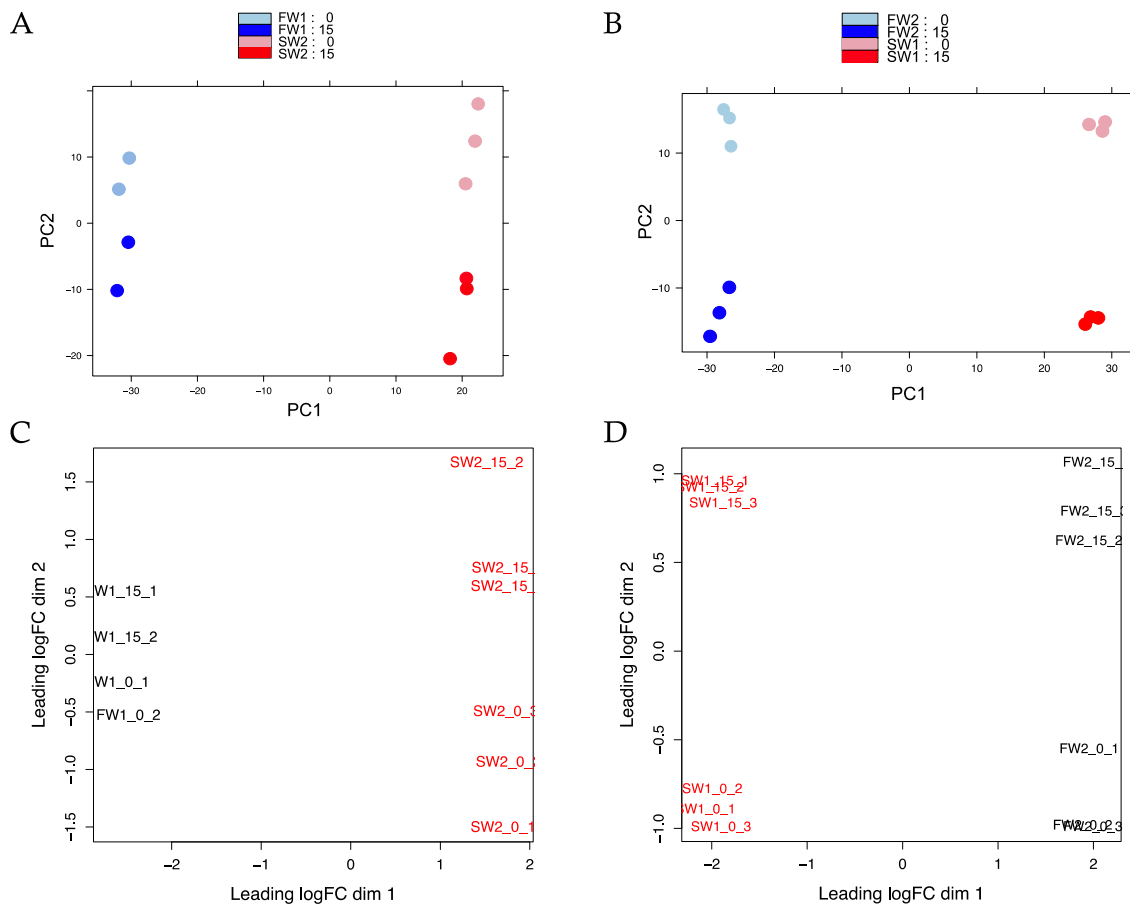 A
FW1 : 0
FW1 : 15
SW2 : 0
SW2 : 15
10
0
−10
−20
PC2
−30
−20
−10
0
10
20
PC1
B
FW2 : 0
FW2 : 15
SW1 : 0
SW1 : 15
10
0
−10
PC2
−30
−20
−10
0
10
20
30
PC1
C
SW2_15_2
SW2_15_
SW2_15_
W1_15_1
W1_15_2
W1_0_1
FW1_0_2
SW2_0_3
SW2_0_
SW2_0_1
1.5
1.0
0.5
0.0
−0.5
−1.0
−1.5
Leading logFC dim 2
−2
−1
0
1
2
Leading logFC dim 1
D
FW2_15_
SW1_15_1
SW1_15_2
SW1_15_3
FW2_15_3
FW2_15_2
FW2_0_1
SW1_0_2
SW1_0_1
SW1_0_3
FW2_0_2
FW2_0_3
1.0
0.5
0.0
−0.5
−1.0
Leading logFC dim 2
−2
−1
0
1
2
Leading logFC dim 1